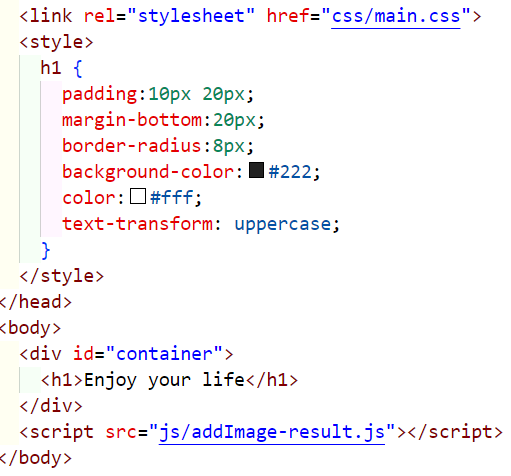 <link rel="stylesheet" href="css/main.css">
<style>
h1 {
padding:10px 20px;
margin-bottom:20px;
border-radius:8px;
background-color:#222;
color:#fff;
text-transform: uppercase;
}
</style>
</head>
<body>
<div id="container">
<h1>Enjoy your life</h1>
</div>
<script src="js/addImage-result.js"></script>
</body>